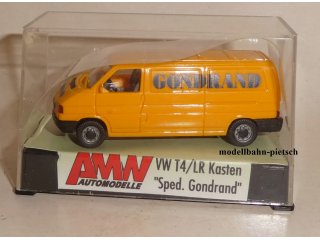 GONDRAND
modellbahn-pietsch
AMW
AUTOMODELLE
VW T4/LR Kasten
"Sped. Gondrand"